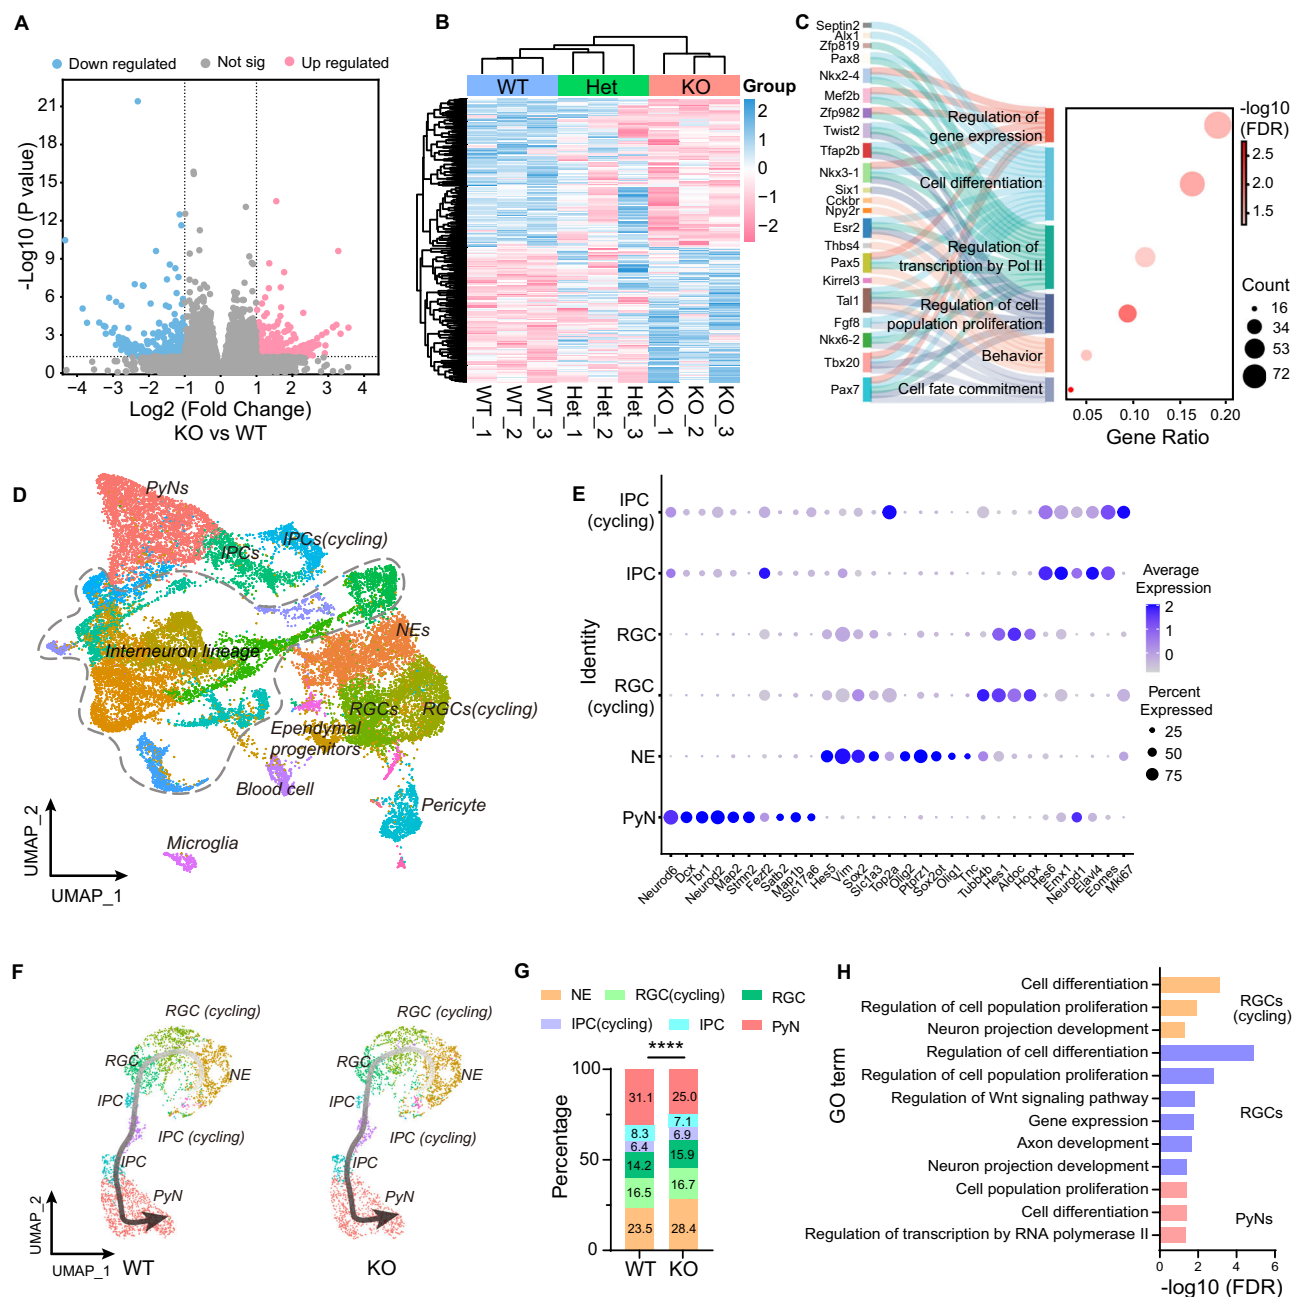 A
Down regulated
Not sig
Up regulated
-Log10 (P value)
21
18
15
12
9
6
3
0
−4
−2
−1
0
1
2
4
Log2 (Fold Change)
KO vs WT
B
WT
Het
KO
Group
2
1
0
−1
−2
WT_1
WT_2
WT_3
Het_1
Het_2
Het_3
KO_1
KO_2
KO_3
C
Septin2
Alx1
Zfp819
Pax8
Nkx2-4
Mef2b
Zfp982
Twist2
Tfap2b
Nkx3-1
Six1
Cckbr
Npy2r
Esr2
Thbs4
Pax5
Kirrel3
Tal1
Fgf8
Nkx6-2
Tbx20
Pax7
Regulation of
gene expression
Cell differentiation
Regulation of
transcription by Pol II
Regulation of cell
population proliferation
Behavior
Cell fate commitment
0.05
0.10
0.15
0.20
Gene Ratio
-log10
(FDR)
2.5
2.0
1.5
Count
16
34
53
72
D
PyNs
IPCs
IPCs(cycling)
NEs
Interneuron lineage
RGCs
RGCs(cycling)
Ependymal
progenitors
Blood cell
Pericyte
Microglia
UMAP_2
UMAP_1
E
Identity
IPC
(cycling)
IPC
RGC
RGC
(cycling)
NE
PyN
Neurod6
Dcx
Tbr1
Neurod2
Map2
Stmn2
Fezf2
Satb2
Map1b
Slc17a6
Hes5
Vim
Sox2
Slc1a3
Top2a
Olig2
Ptprz1
Sox2ot
Olig1
Tnc
Tubb4b
Hes1
Aldoc
Hopx
Hes6
Emx1
Neurod1
Elavl4
Eomes
Mki67
Average
Expression
2
1
0
Percent
Expressed
25
50
75
F
RGC (cycling)
RGC
NE
IPC
IPC (cycling)
IPC
PyN
UMAP_2
UMAP_1
WT
RGC (cycling)
RGC
NE
IPC
IPC (cycling)
IPC
PyN
KO
G
NE
RGC(cycling)
RGC
IPC(cycling)
IPC
PyN
****
Percentage
100
50
0
31.1
8.3
6.4
14.2
16.5
23.5
25.0
7.1
6.9
15.9
16.7
28.4
WT
KO
H
GO term
Cell differentiation
Regulation of cell population proliferation
Neuron projection development
Regulation of cell differentiation
Regulation of cell population proliferation
Regulation of Wnt signaling pathway
Gene expression
Axon development
Neuron projection development
Cell population proliferation
Cell differentiation
Regulation of transcription by RNA polymerase II
RGCs
(cycling)
RGCs
PyNs
0
2
4
6
-log10 (FDR)